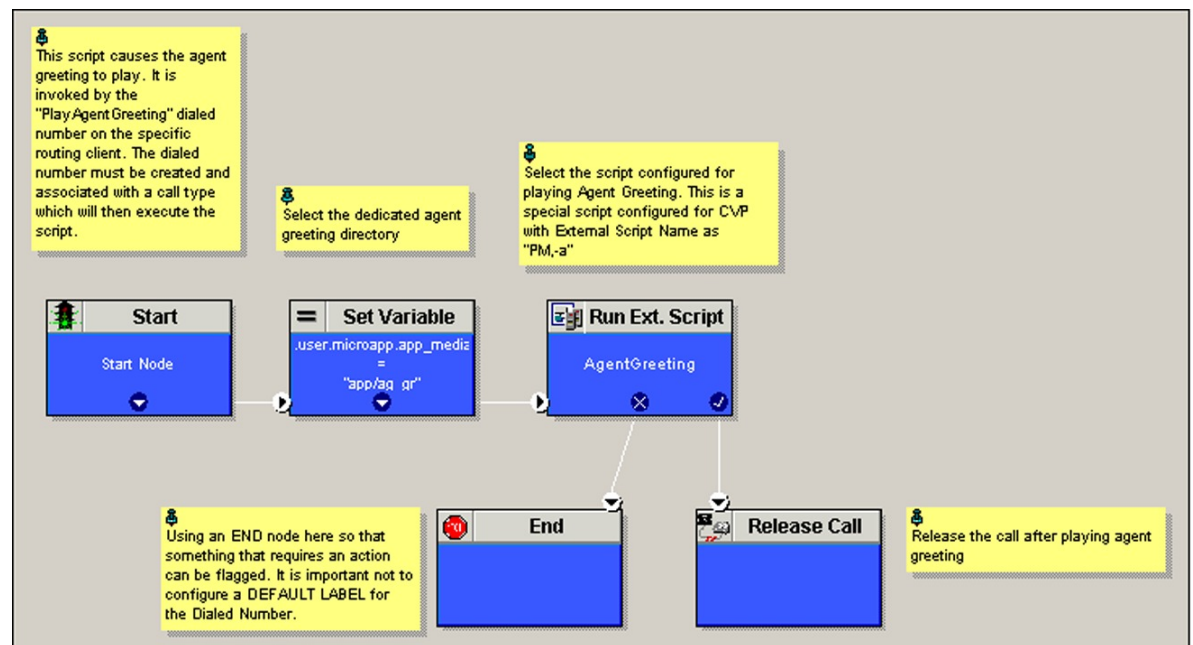 This script causes the agent
greeting to play. It is
invoked by the
"PlayAgentGreeting" dialed
number on the specific
routing client. The dialed
number must be created and
associated with a call type
which will then execute the
script.
Select the dedicated agent
greeting directory
Select the script configured for
playing Agent Greeting. This is a
special script configured for CVP
with External Script Name as
"PM,-a"
Start
Start Node
= Set Variable
.user.microapp.app_media
=
"app/ag_gr"
Run Ext. Script
AgentGreeting
Using an END node here so that
something that requires an action
can be flagged. It is important not to
configure a DEFAULT LABEL for
the Dialed Number.
End
Release Call
Release the call after playing agent
greeting